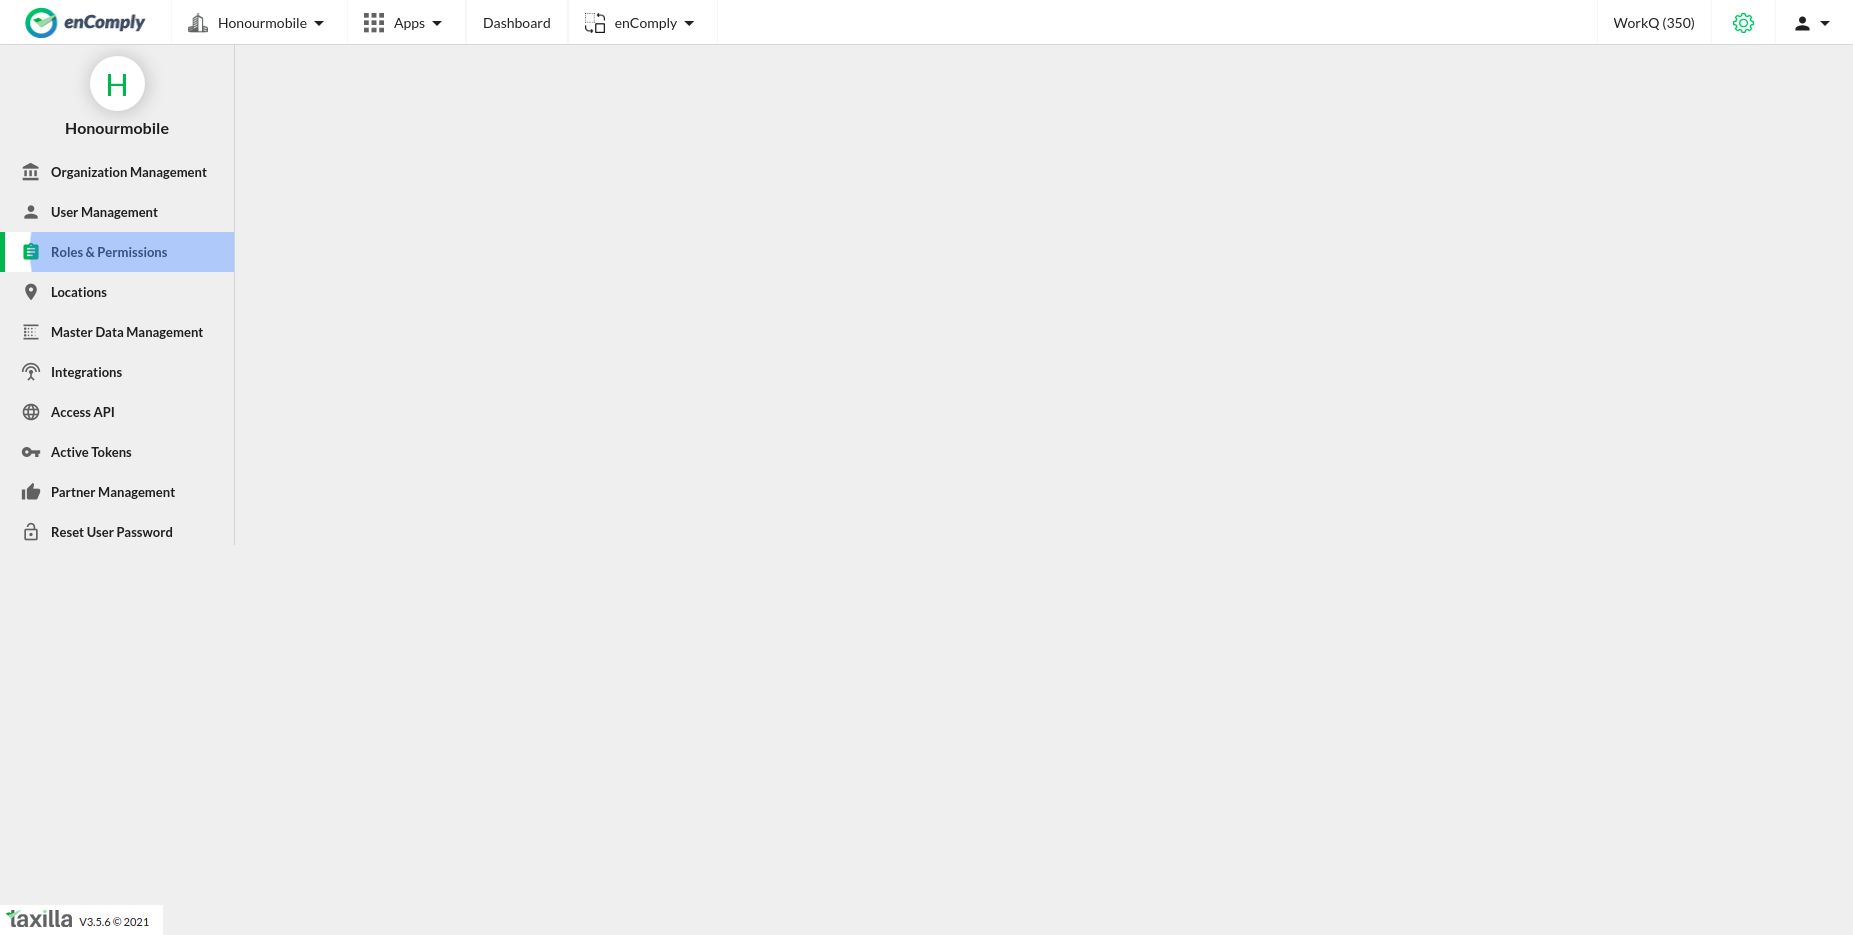 enComply
Honourmobile
Apps
Dashboard
enComply
WorkQ (350)
H
Honourmobile
Organization Management
User Management
Roles & Permissions
Locations
Master Data Management
Integrations
Access API
Active Tokens
Partner Management
Reset User Password
taxilla V3.5.6 © 2021